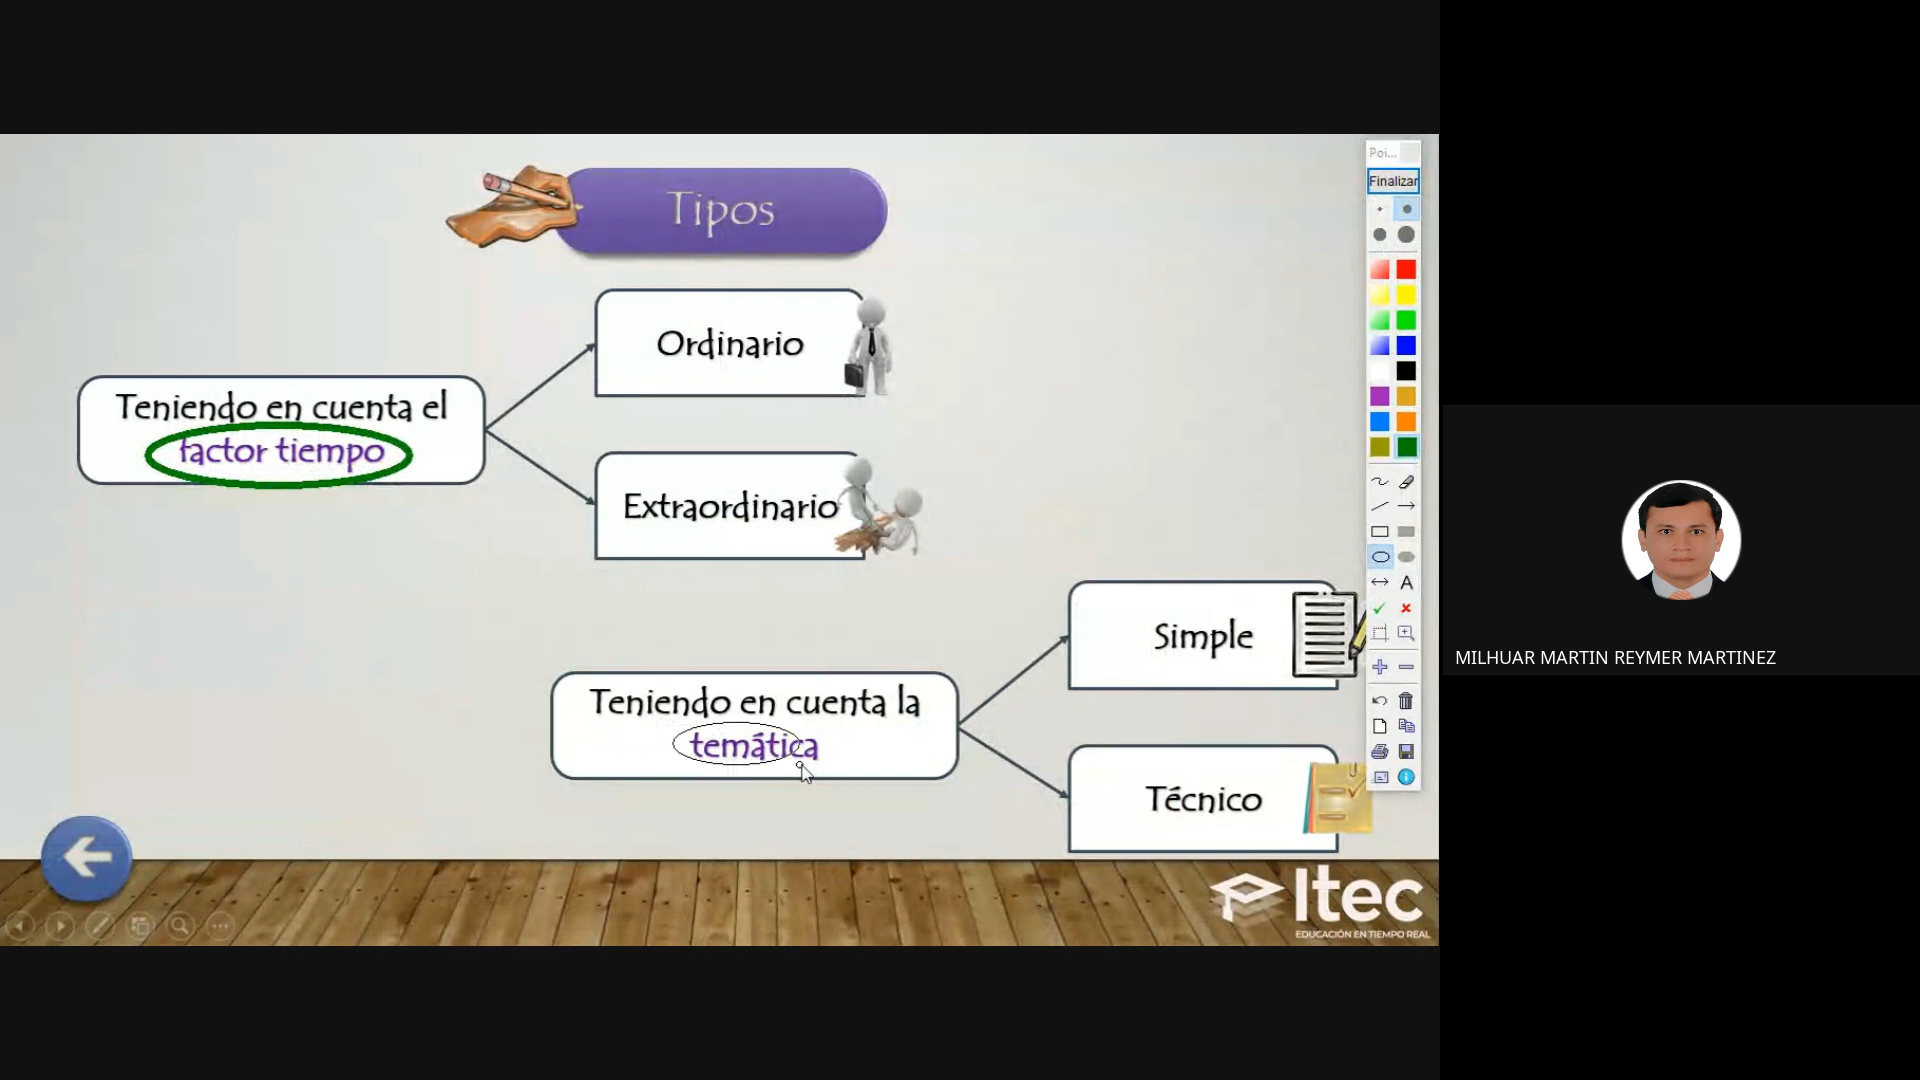 Poi...
Finalizar
Tipos
Ordinario
Teniendo en cuenta el
factor tiempo
Extraordinario
Simple
Teniendo en cuenta la
temática
Técnico
A
Itec
EDUCACIÓN EN TIEMPO REAL
MILHUAR MARTIN REYMER MARTINEZ